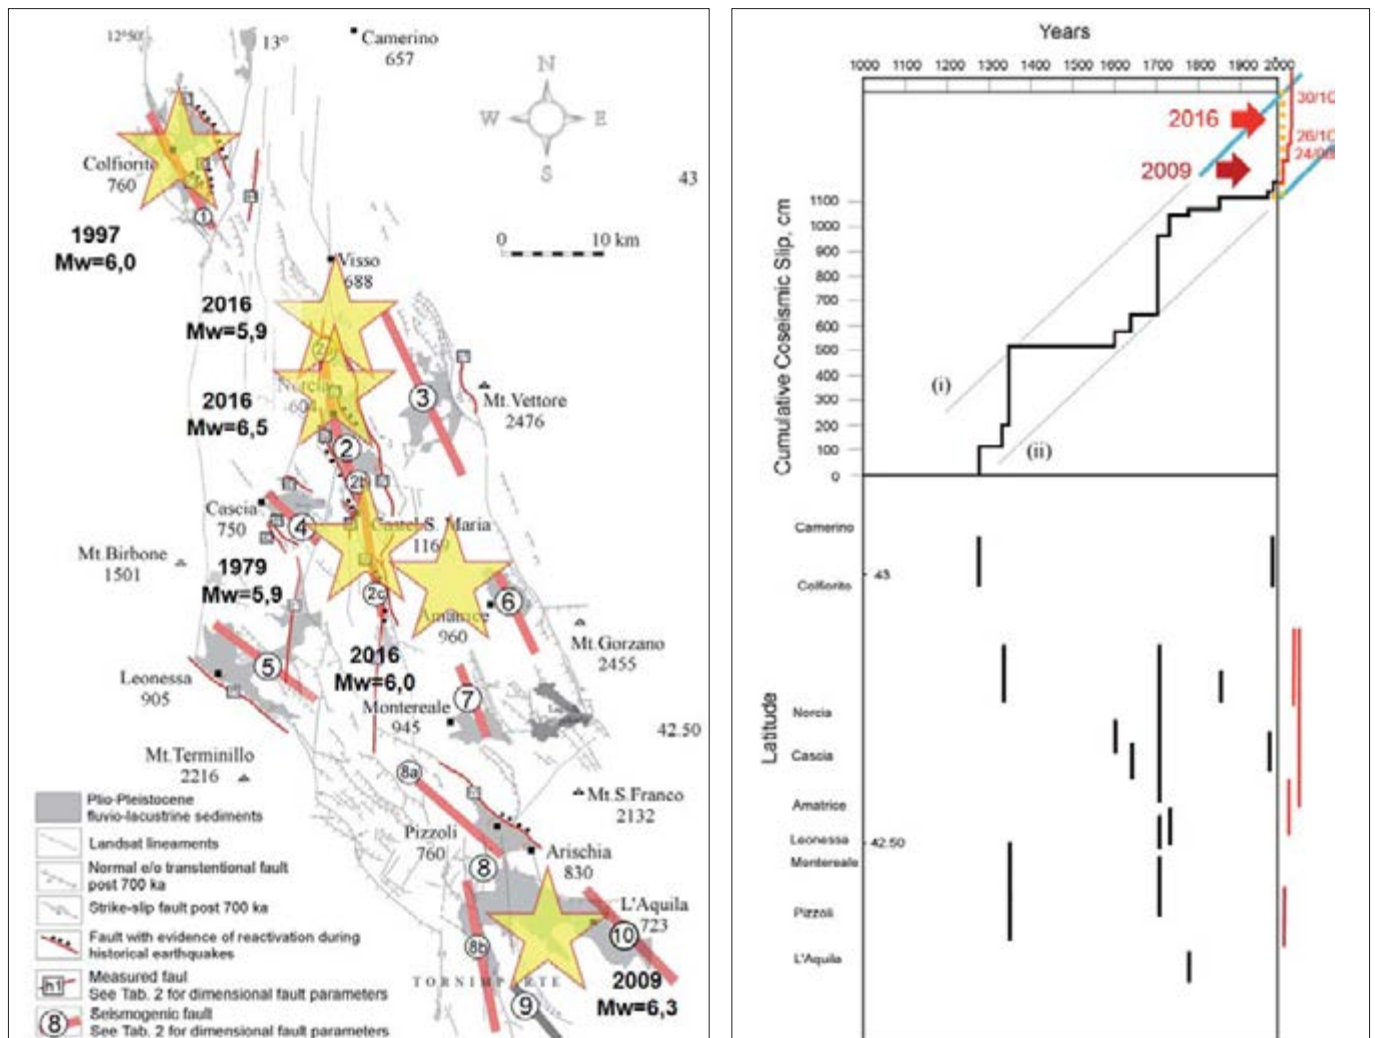 12°50'
13°
Camerino
657
N
W E
S
Colfiorito
760
43
1997
Mw=6,0
0 10 km
Visso
688
2016
Mw=5,9
2016
Mw=6,5
Norcia
604
3
Mt.Vettore
2476
2
Cascia
750
4
Castel S. Maria
Mt.Birbone
1501
1979
Mw=5,9
2c
6
Amatrice
960
Mt.Gorzano
2455
2016
Mw=6,0
5
Leonessa
905
7
Montereale
945
42.50
Mt.Terminillo
2216
8a
Mt.S.Franco
2132
Pizzoli
760
Arischia
830
8
L'Aquila
723
10
8b
TORNIMPARTE
9
2009
Mw=6,3
Plio-Pleistocene
fluvio-lacustrine sediments
Landsat lineaments
Normal e/o transtentional fault
post 700 ka
Strike-slip fault post 700 ka
Fault with evidence of reactivation during
historical earthquakes
h1
Measured faul
See Tab. 2 for dimensional fault parameters
8
Seismogenic fault
See Tab. 2 for dimensional fault parameters
Years
1000 1100 1200 1300 1400 1500 1600 1700 1800 1900 2000
2016
2009
30/10
26/10
Cumulative Coseismic Slip, cm
1100
1000
900
800
700
600
500
400
300
200
100
0
(i)
(ii)
Latitude
Camerino
43
Colfiorito
Norcia
Cascia
Amatrice
Leonessa
42.50
Montereale
Pizzoli
L'Aquila